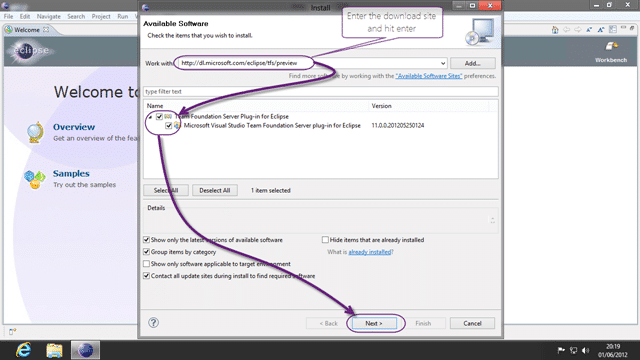 Install
Enter the download site
and hit enter
File Edit Navigate Search Project Run
Welcome
eclipse
Workbench
Welcome to
Overview
Get an overview of the fea
Samples
Try out the samples
Available Software
Check the items that you wish to install.
Work with:
http://dl.microsoft.com/eclipse/tfs/preview
Add...
Find more software by working with the "Available Software Sites" preferences.
type filter text
Name
Version
Team Foundation Server Plug-in for Eclipse
Microsoft Visual Studio Team Foundation Server plug-in for Eclipse
11.0.0.201205250124
Select All
Deselect All
1 item selected
Details
Show only the latest versions of available software
Hide items that are already installed
Group items by category
What is already installed?
Show only software applicable to target environment
Contact all update sites during install to find required software
< Back
Next >
Finish
Cancel
20:19
01/06/2012